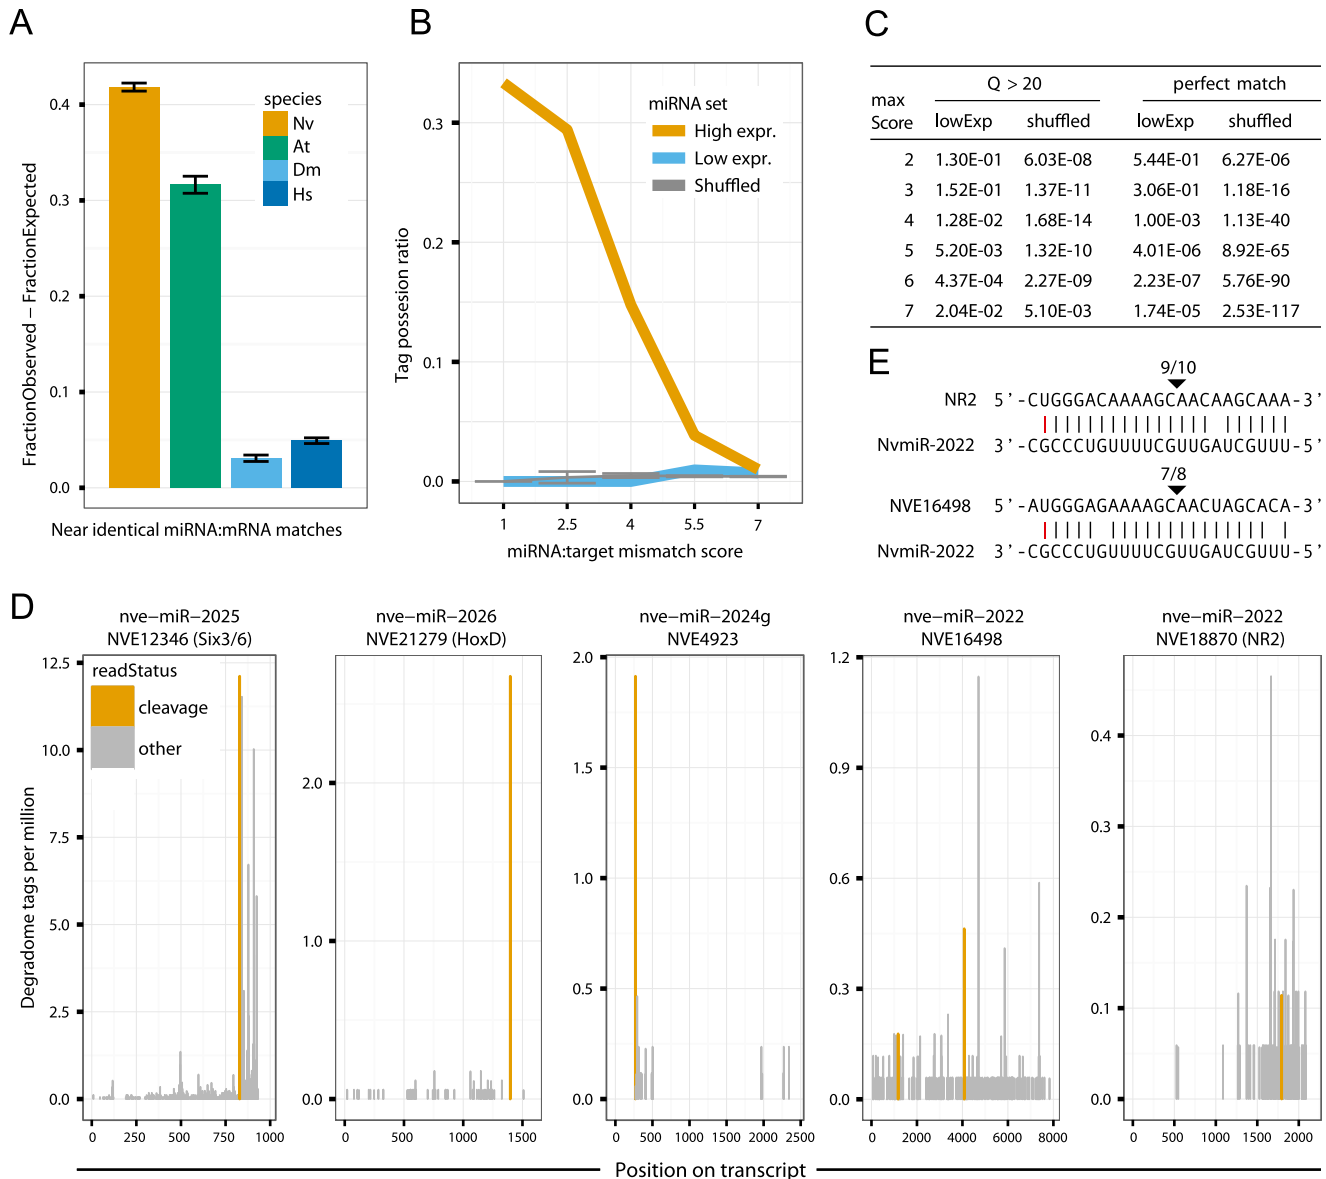 A
FractionObserved − FractionExpected
0.4
0.3
0.2
0.1
0.0
species
Nv
At
Dm
Hs
Near identical miRNA:mRNA matches
B
Tag possesion ratio
0.3
0.2
0.1
0.0
miRNA set
High expr.
Low expr.
Shuffled
1 2.5 4 5.5 7
miRNA:target mismatch score
C
Q > 20 perfect match
max
Score lowExp shuffled lowExp shuffled
2 1.30E-01 6.03E-08 5.44E-01 6.27E-06
3 1.52E-01 1.37E-11 3.06E-01 1.18E-16
4 1.28E-02 1.68E-14 1.00E-03 1.13E-40
5 5.20E-03 1.32E-10 4.01E-06 8.92E-65
6 4.37E-04 2.27E-09 2.23E-07 5.76E-90
7 2.04E-02 5.10E-03 1.74E-05 2.53E-117
E
9/10
NR2 5'-CUGGGACAAAAGCAACAAGCAAA-3'
NvmiR-2022 3'-CGCCCUGUUUUCGUUGAUCGUUU-5'
7/8
NVE16498 5'-AUGGGAGAAAAGCAACUAGCACA-3'
NvmiR-2022 3'-CGCCCUGUUUUCGUUGAUCGUUU-5'
D
Degradome tags per million
nve−miR−2025
NVE12346 (Six3/6)
readStatus
cleavage
other
12.5
10.0
7.5
5.0
2.5
0.0
0 250 500 750 1000
nve−miR−2026
NVE21279 (HoxD)
2.0
1.0
0.0
0 500 1000 1500
nve−miR−2024g
NVE4923
2.0
1.5
1.0
0.5
0.0
0 500 1000 1500 2000 2500
nve−miR−2022
NVE16498
1.2
0.9
0.6
0.3
0.0
0 2000 4000 6000 8000
nve−miR−2022
NVE18870 (NR2)
0.4
0.3
0.2
0.1
0.0
0 500 1000 1500 2000
Position on transcript